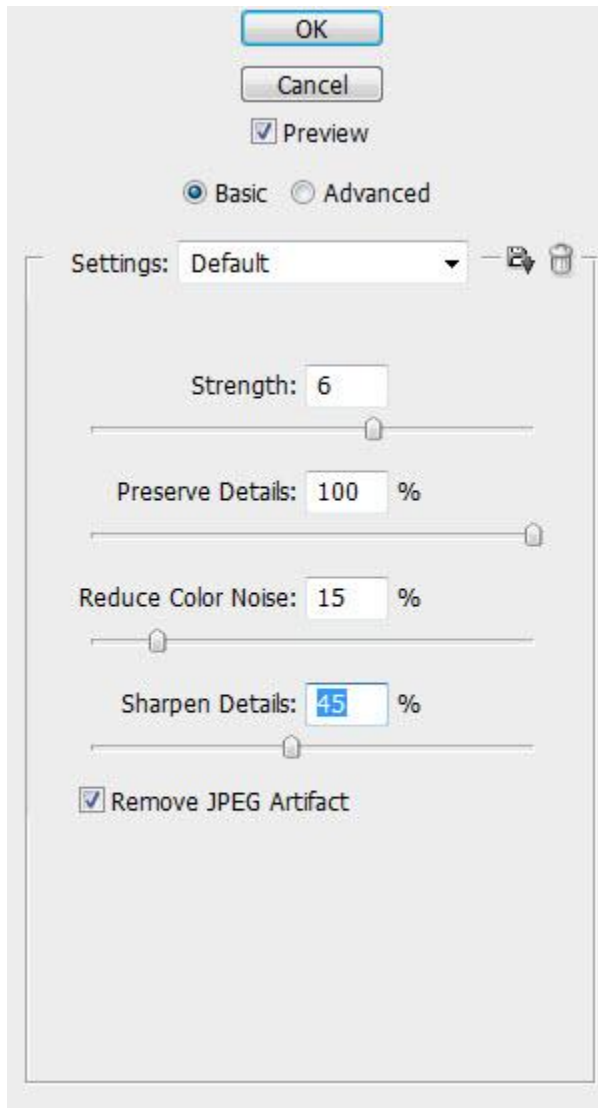 OK
Cancel
Preview
Basic Advanced
Settings: Default
Strength: 6
Preserve Details: 100 %
Reduce Color Noise: 15 %
Sharpen Details: 45 %
Remove JPEG Artifact